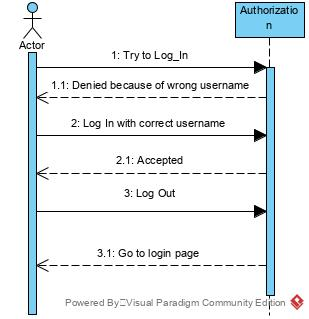 Authorizatio
n
Actor
1: Try to Log_In
1.1: Denied because of wrong username
2: Log In with correct username
2.1: Accepted
3: Log Out
3.1: Go to login page
Powered By Visual Paradigm Community Edition